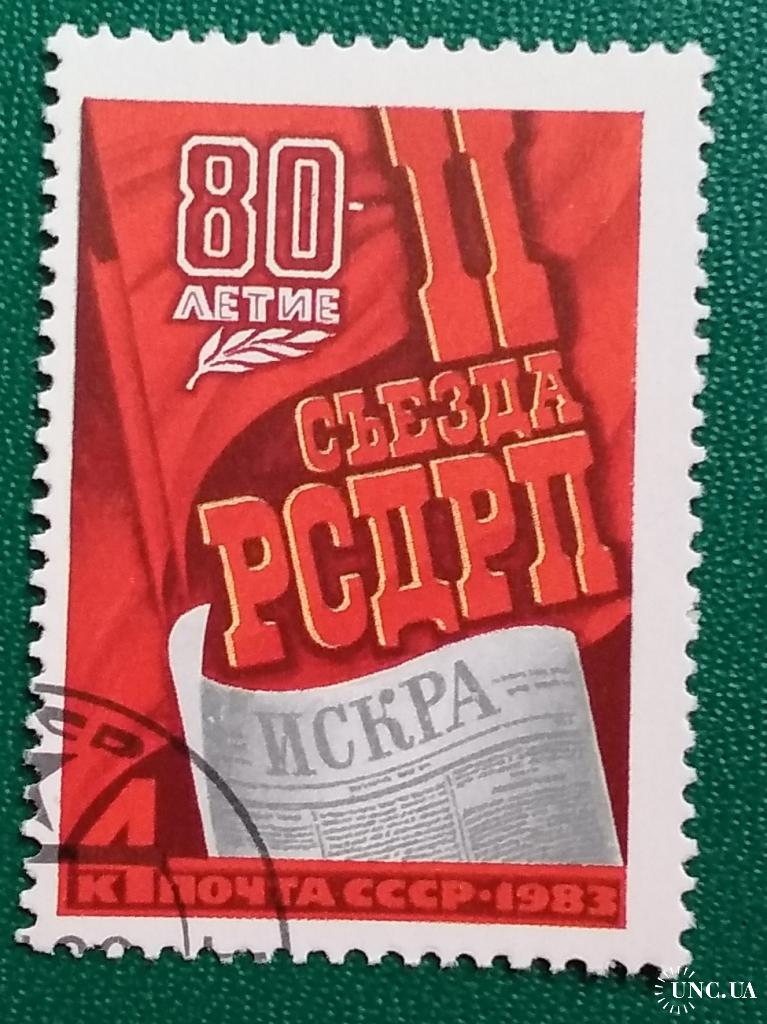 80-
ЛЕТИЕ
II
СЪЕЗДА
РСДРП
ИСКРА
4
К ПОЧТА СССР·1983
UNC.UA